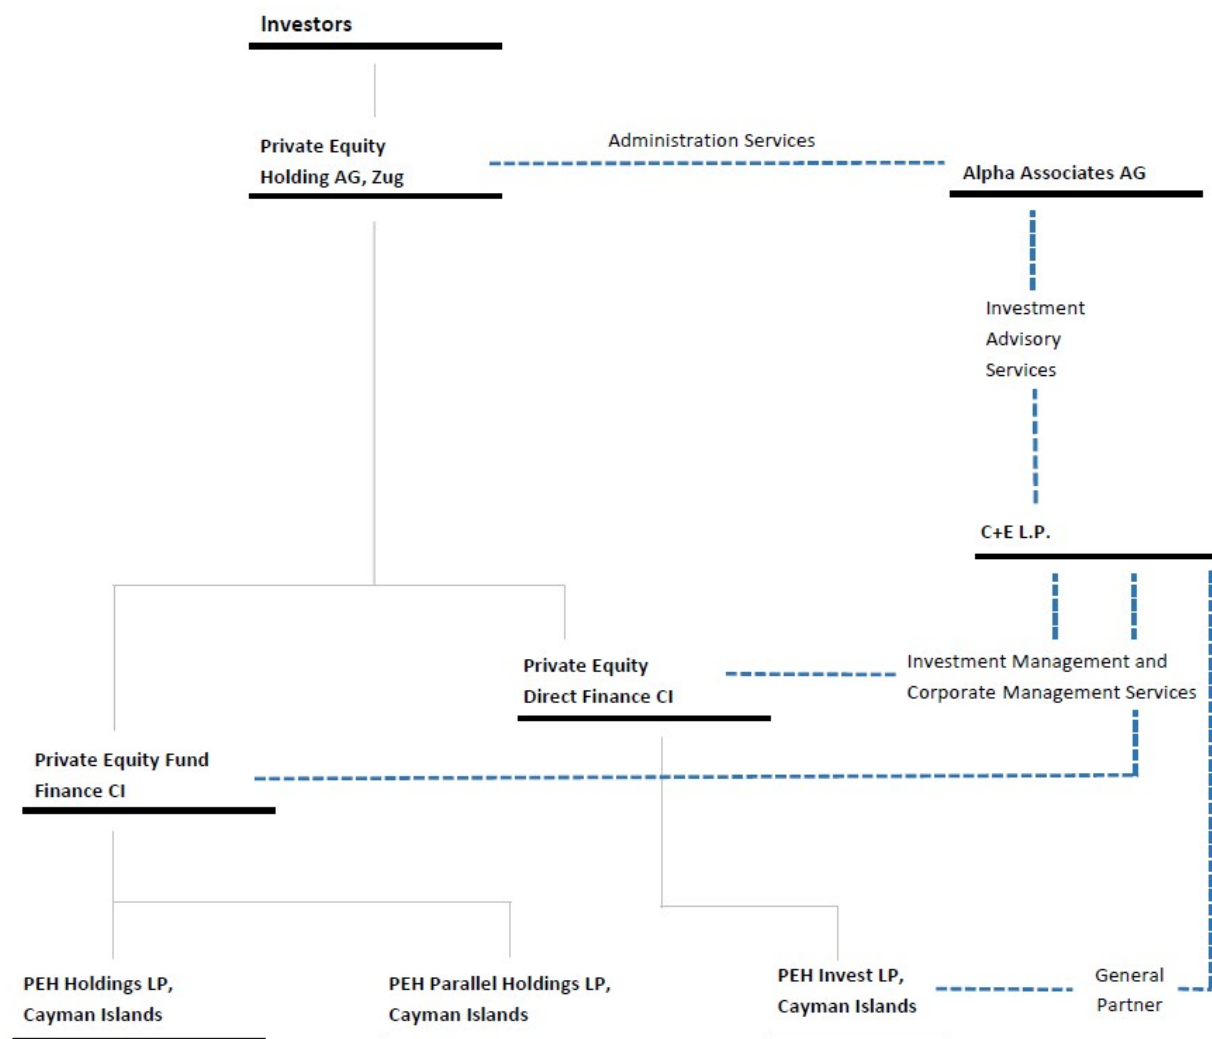 Investors
Private Equity
Holding AG, Zug
Administration Services
Alpha Associates AG
Investment
Advisory
Services
C+E L.P.
Private Equity
Direct Finance CI
Investment Management and
Corporate Management Services
Private Equity Fund
Finance CI
PEH Holdings LP,
Cayman Islands
PEH Parallel Holdings LP,
Cayman Islands
PEH Invest LP,
Cayman Islands
General
Partner